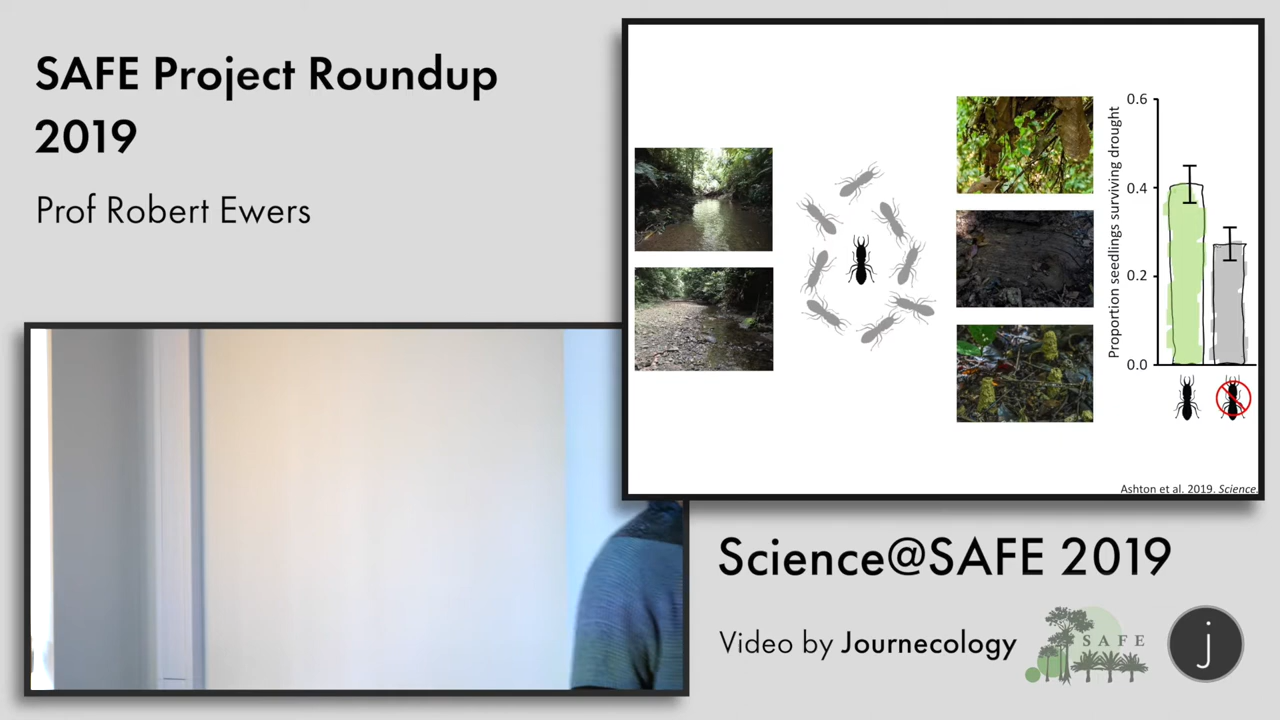 SAFE Project Roundup
2019
Prof Robert Ewers
Proportion seedlings surviving drought
0.6
0.4
0.2
0.0
Ashton et al. 2019. Science.
Science@SAFE 2019
Video by Journecology
SAFE
j